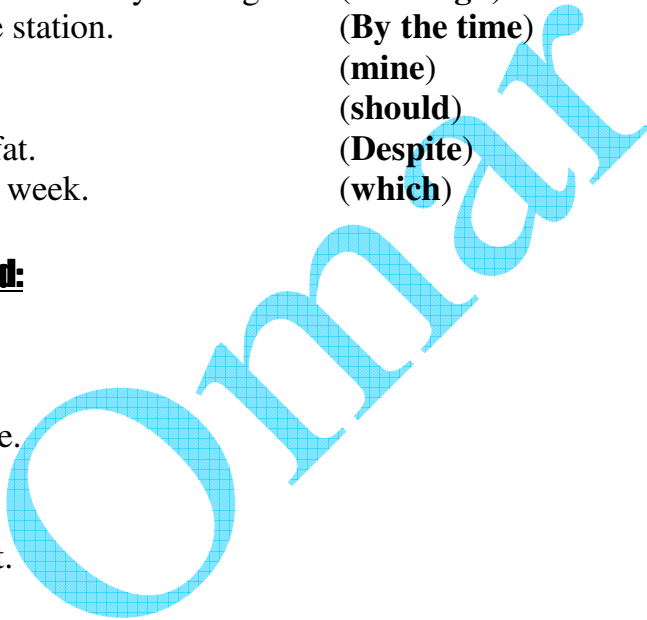 e station. (By the time)
(mine)
(should)
fat. (Despite)
week. (which)
d:
e.
t.
Omar